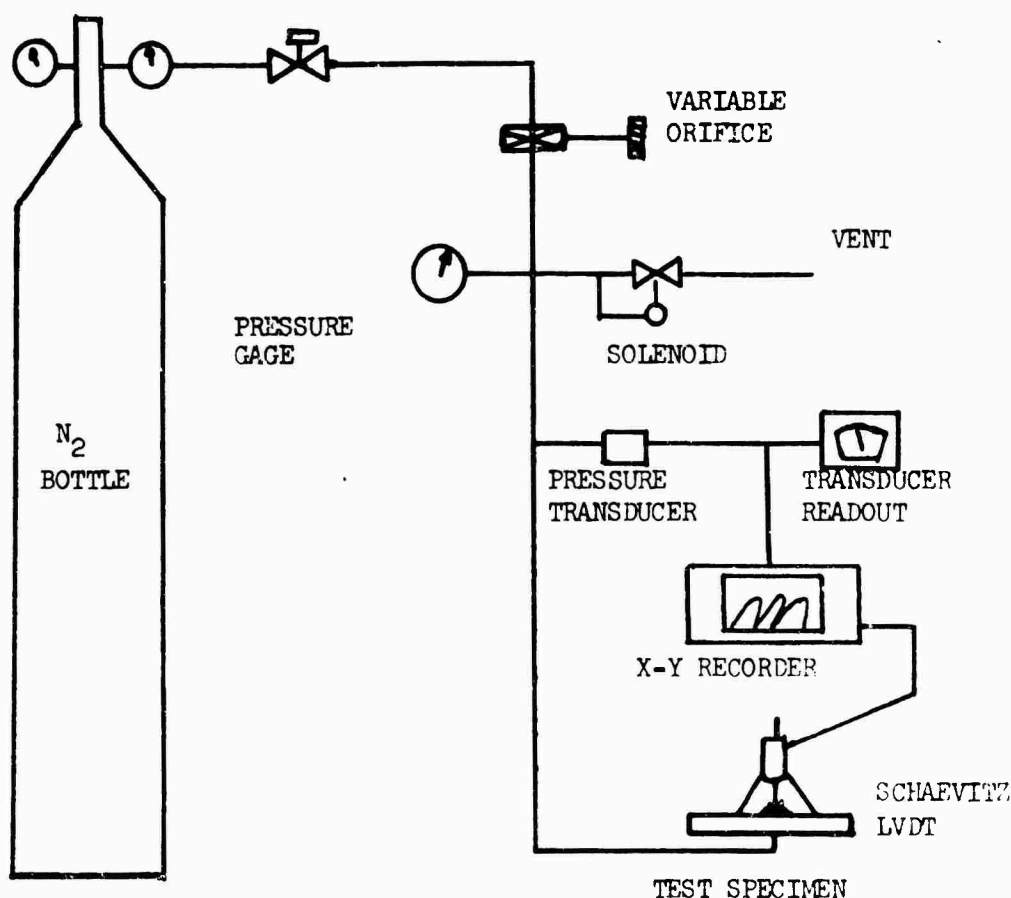 VARIABLE
ORIFICE
VENT
PRESSURE
GAGE
SOLENOID
N2
BOTTLE
PRESSURE
TRANSDUCER
TRANSDUCER
READOUT
X-Y RECORDER
SCHAEVITZ
LVDT
TEST SPECIMEN